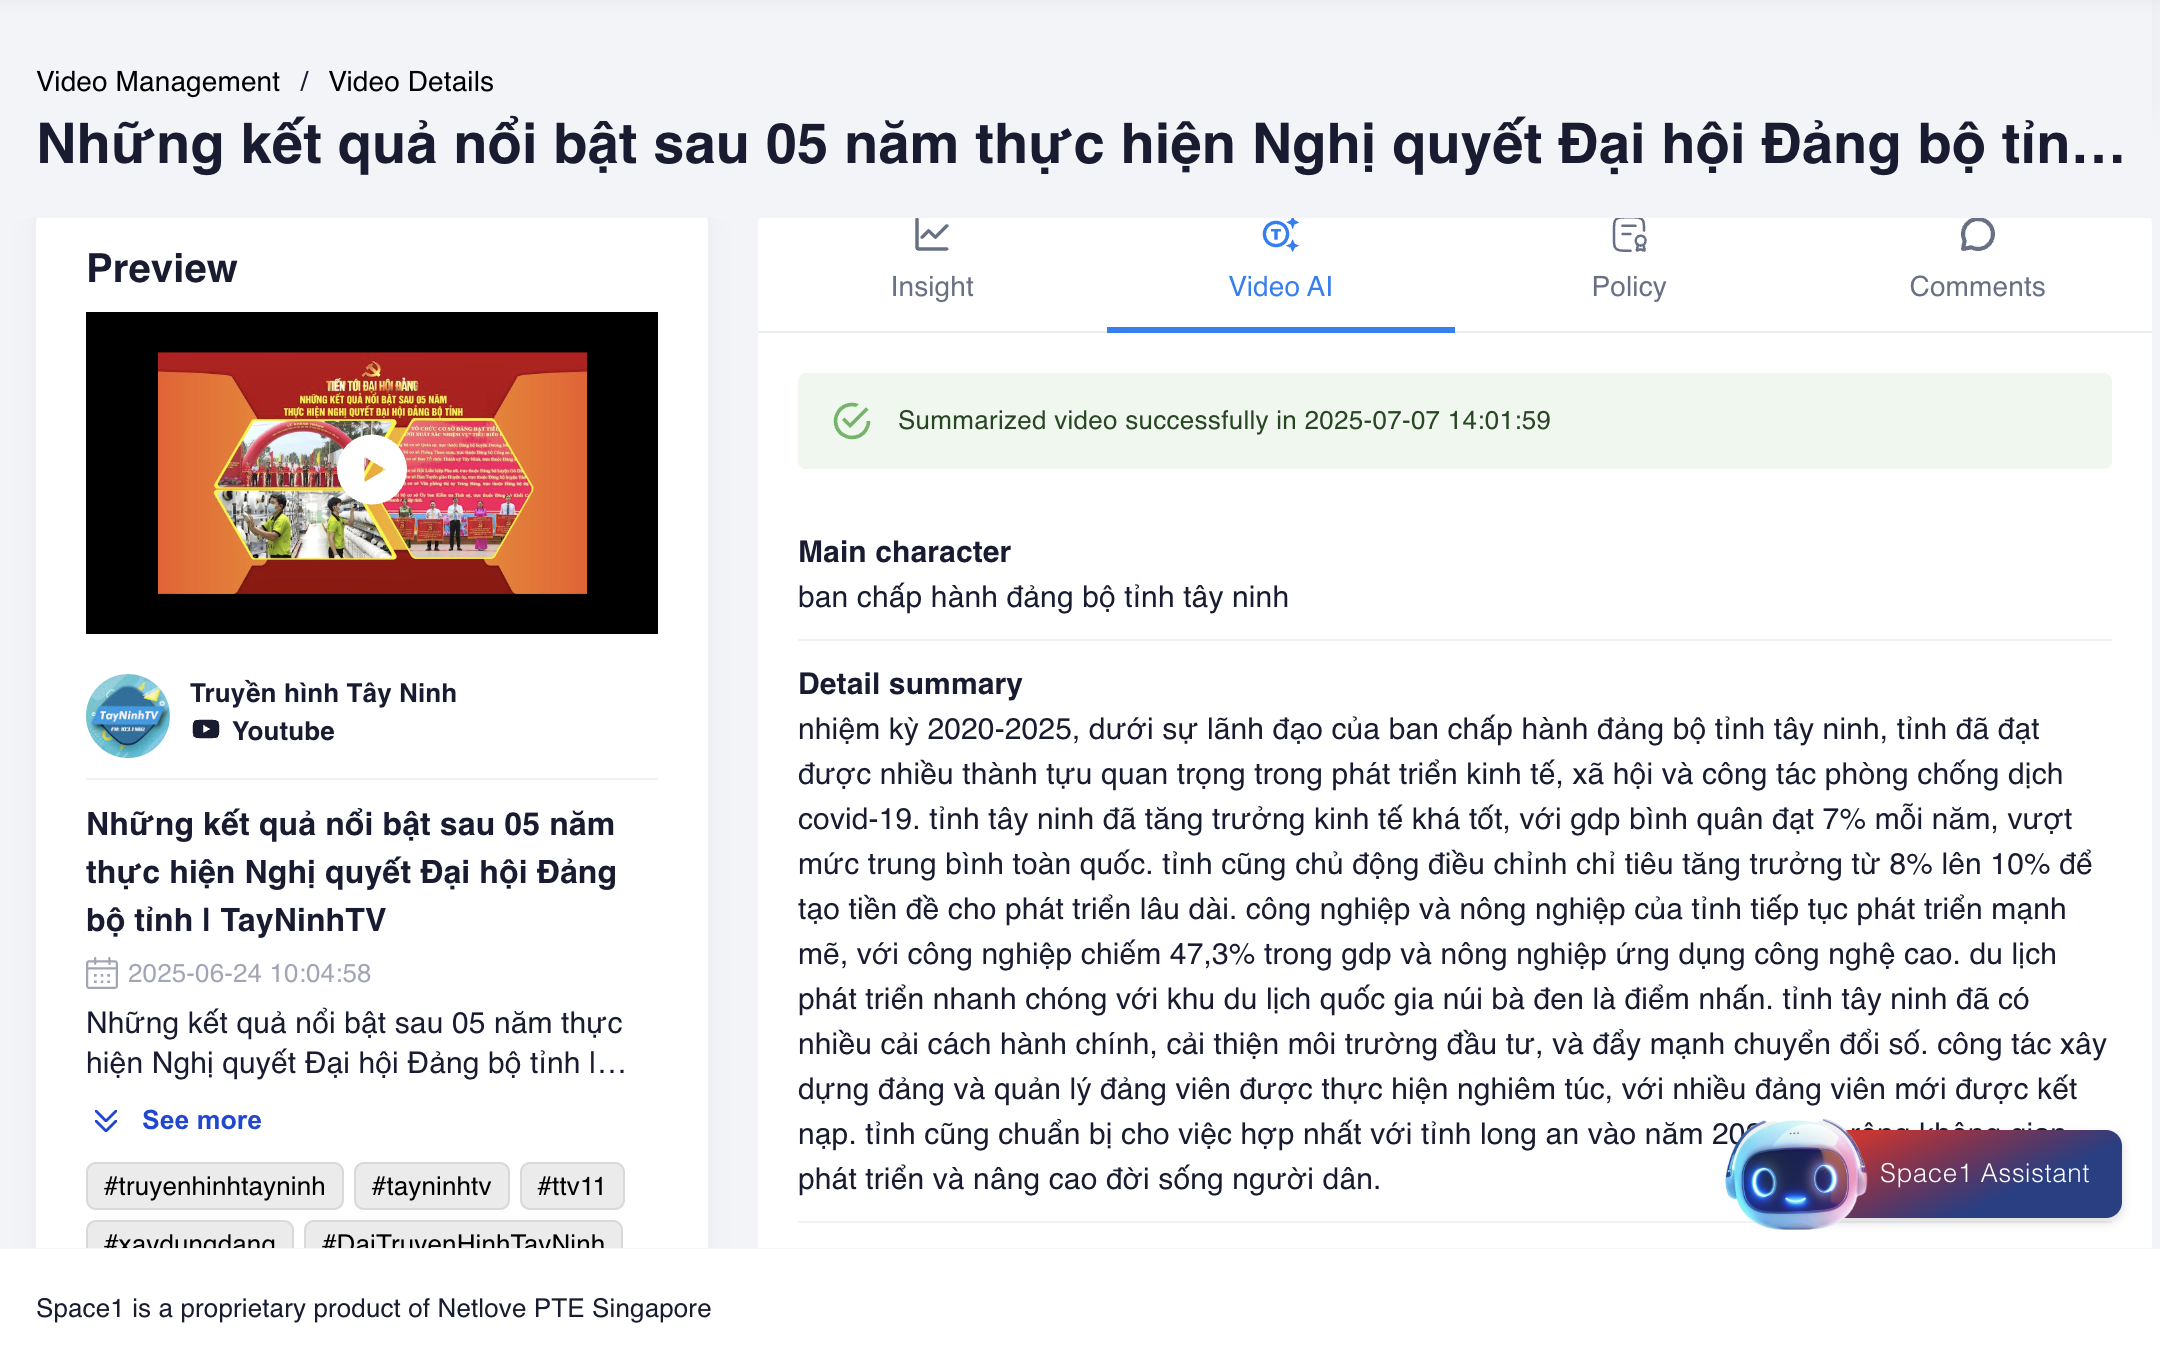 Video Management / Video Details
Những kết quả nổi bật sau 05 năm thực hiện Nghị quyết Đại hội Đảng bộ tỉn...
Preview
TIẾN TỚI ĐẠI HỘI ĐẢNG
NHỮNG KẾT QUẢ NỔI BẬT SAU 05 NĂM
THỰC HIỆN NGHỊ QUYẾT ĐẠI HỘI ĐẢNG BỘ TỈNH
TayNinhTV
Truyền hình Tây Ninh
Youtube
Những kết quả nổi bật sau 05 năm
thực hiện Nghị quyết Đại hội Đảng
bộ tỉnh l TayNinhTV
2025-06-24 10:04:58
Những kết quả nổi bật sau 05 năm thực
hiện Nghị quyết Đại hội Đảng bộ tỉnh l...
See more
#truyenhinhtayninh #tayninhtv #ttv11
#xaydungdang #DaiTruyenHinhTayNinh
Insight Video AI Policy Comments
Summarized video successfully in 2025-07-07 14:01:59
Main character
ban chấp hành đảng bộ tỉnh tây ninh
Detail summary
nhiệm kỳ 2020-2025, dưới sự lãnh đạo của ban chấp hành đảng bộ tỉnh tây ninh, tỉnh đã đạt
được nhiều thành tựu quan trọng trong phát triển kinh tế, xã hội và công tác phòng chống dịch
covid-19. tỉnh tây ninh đã tăng trưởng kinh tế khá tốt, với gdp bình quân đạt 7% mỗi năm, vượt
mức trung bình toàn quốc. tỉnh cũng chủ động điều chỉnh chỉ tiêu tăng trưởng từ 8% lên 10% để
tạo tiền đề cho phát triển lâu dài. công nghiệp và nông nghiệp của tỉnh tiếp tục phát triển mạnh
mẽ, với công nghiệp chiếm 47,3% trong gdp và nông nghiệp ứng dụng công nghệ cao. du lịch
phát triển nhanh chóng với khu du lịch quốc gia núi bà đen là điểm nhấn. tỉnh tây ninh đã có
nhiều cải cách hành chính, cải thiện môi trường đầu tư, và đẩy mạnh chuyển đổi số. công tác xây
dựng đảng và quản lý đảng viên được thực hiện nghiêm túc, với nhiều đảng viên mới được kết
nạp. tỉnh cũng chuẩn bị cho việc hợp nhất với tỉnh long an vào năm rộng không gian
phát triển và nâng cao đời sống người dân.
Space1 Assistant
Space1 is a proprietary product of Netlove PTE Singapore